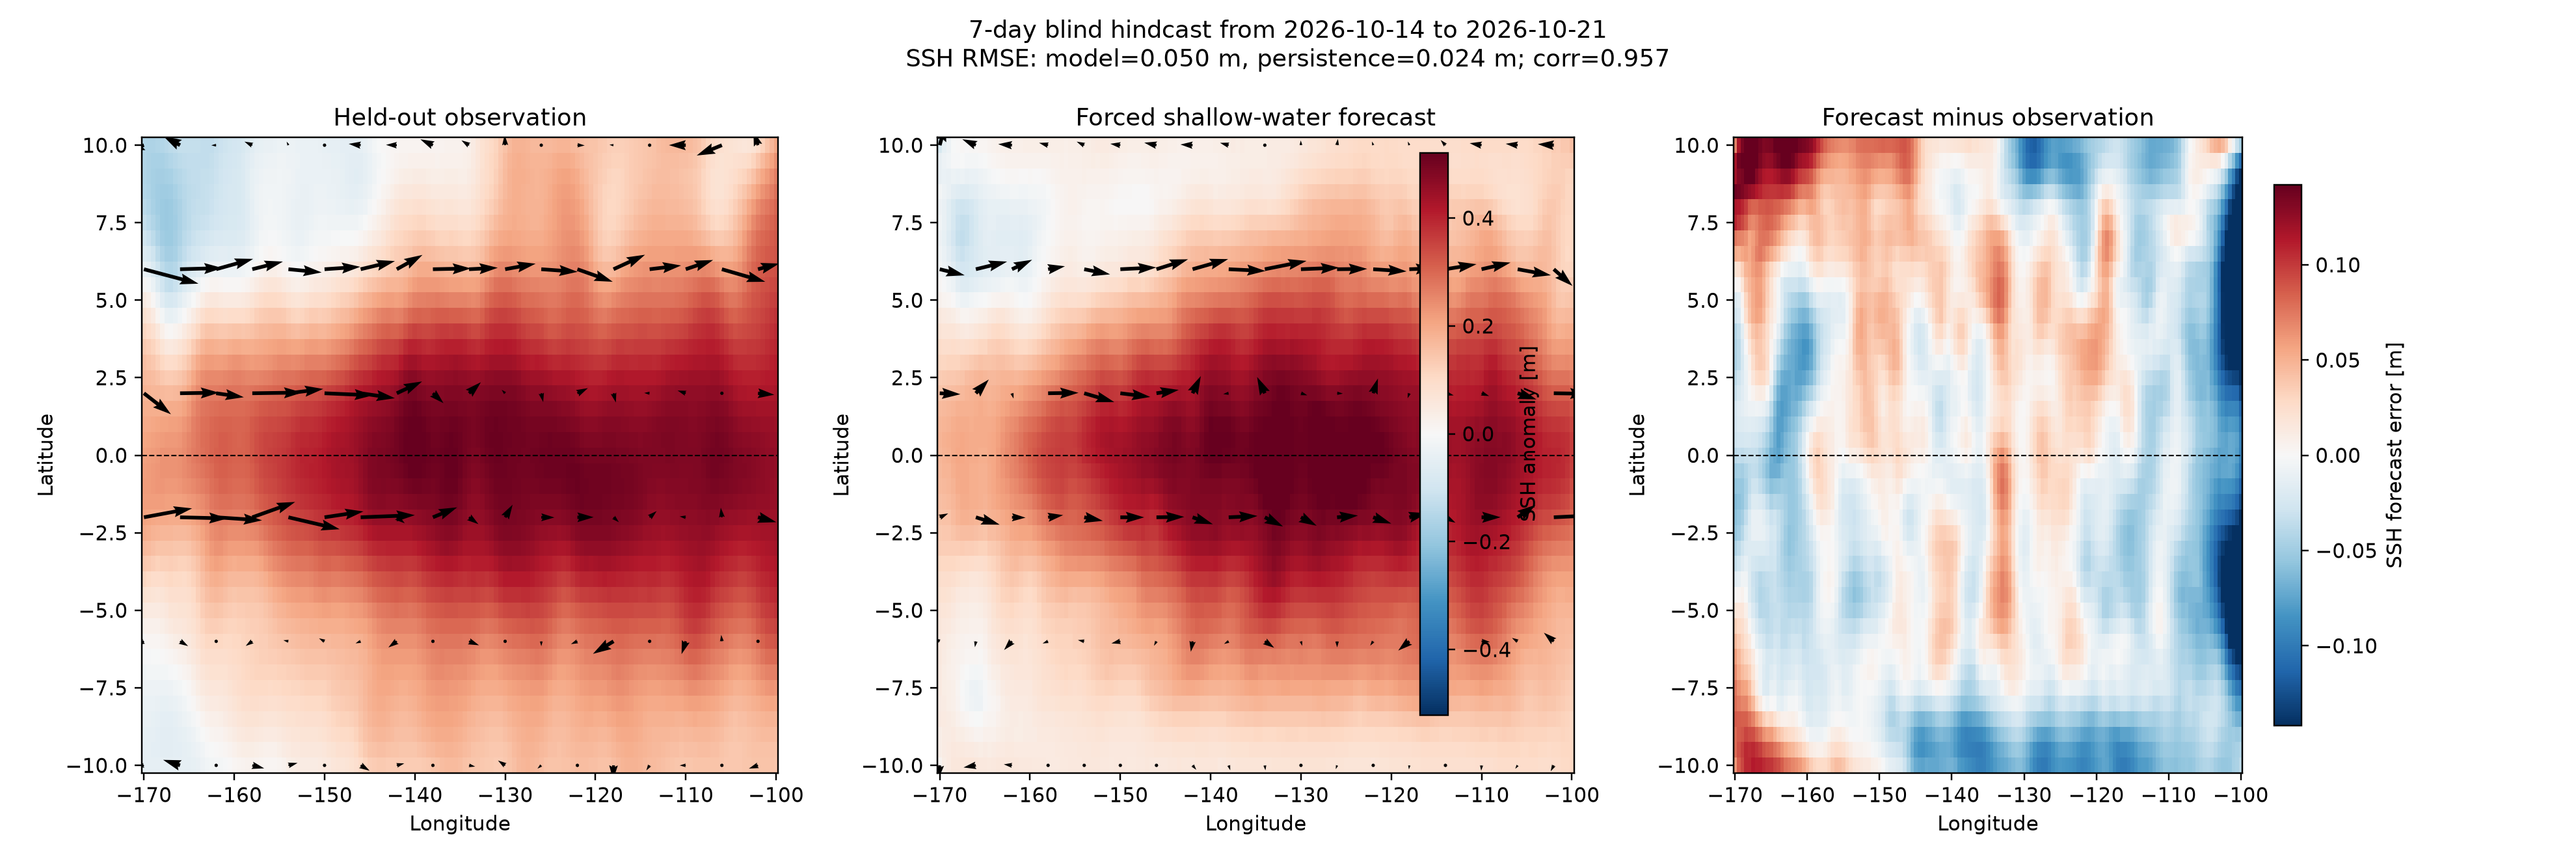 7-day blind hindcast from 2026-10-14 to 2026-10-21
SSH RMSE: model=0.050 m, persistence=0.024 m; corr=0.957
Held-out observation
10.0
7.5
5.0
2.5
0.0
−2.5
−5.0
−7.5
−10.0
Latitude
−170 −160 −150 −140 −130 −120 −110 −100
Longitude
Forced shallow-water forecast
10.0
7.5
5.0
2.5
0.0
−2.5
−5.0
−7.5
−10.0
Latitude
−170 −160 −150 −140 −130 −120 −110 −100
Longitude
0.4
0.2
0.0
−0.2
−0.4
SSH anomaly [m]
Forecast minus observation
10.0
7.5
5.0
2.5
0.0
−2.5
−5.0
−7.5
−10.0
Latitude
−170 −160 −150 −140 −130 −120 −110 −100
Longitude
0.10
0.05
0.00
−0.05
−0.10
SSH forecast error [m]